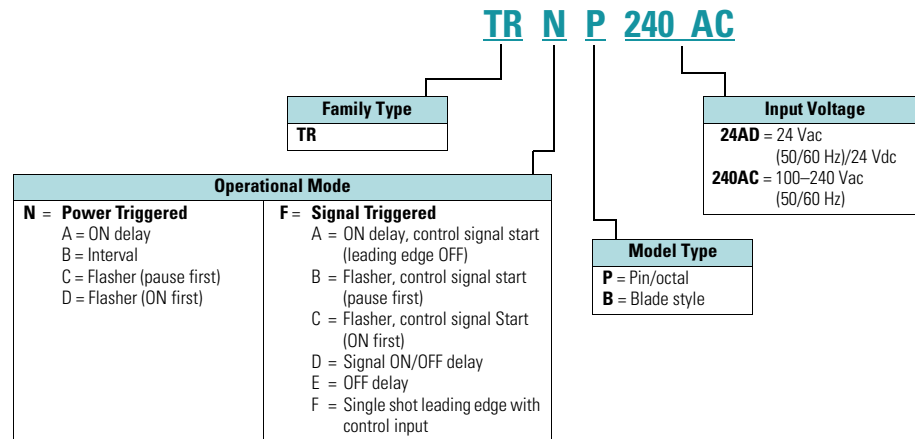 TR N P 240 AC
Family Type
TR
Input Voltage
24AD = 24 Vac
(50/60 Hz)/24 Vdc
240AC = 100–240 Vac
(50/60 Hz)
Operational Mode
N = Power Triggered
A = ON delay
B = Interval
C = Flasher (pause first)
D = Flasher (ON first)
F = Signal Triggered
A = ON delay, control signal start
(leading edge OFF)
B = Flasher, control signal start
(pause first)
C = Flasher, control signal Start
(ON first)
D = Signal ON/OFF delay
E = OFF delay
F = Single shot leading edge with
control input
Model Type
P = Pin/octal
B = Blade style